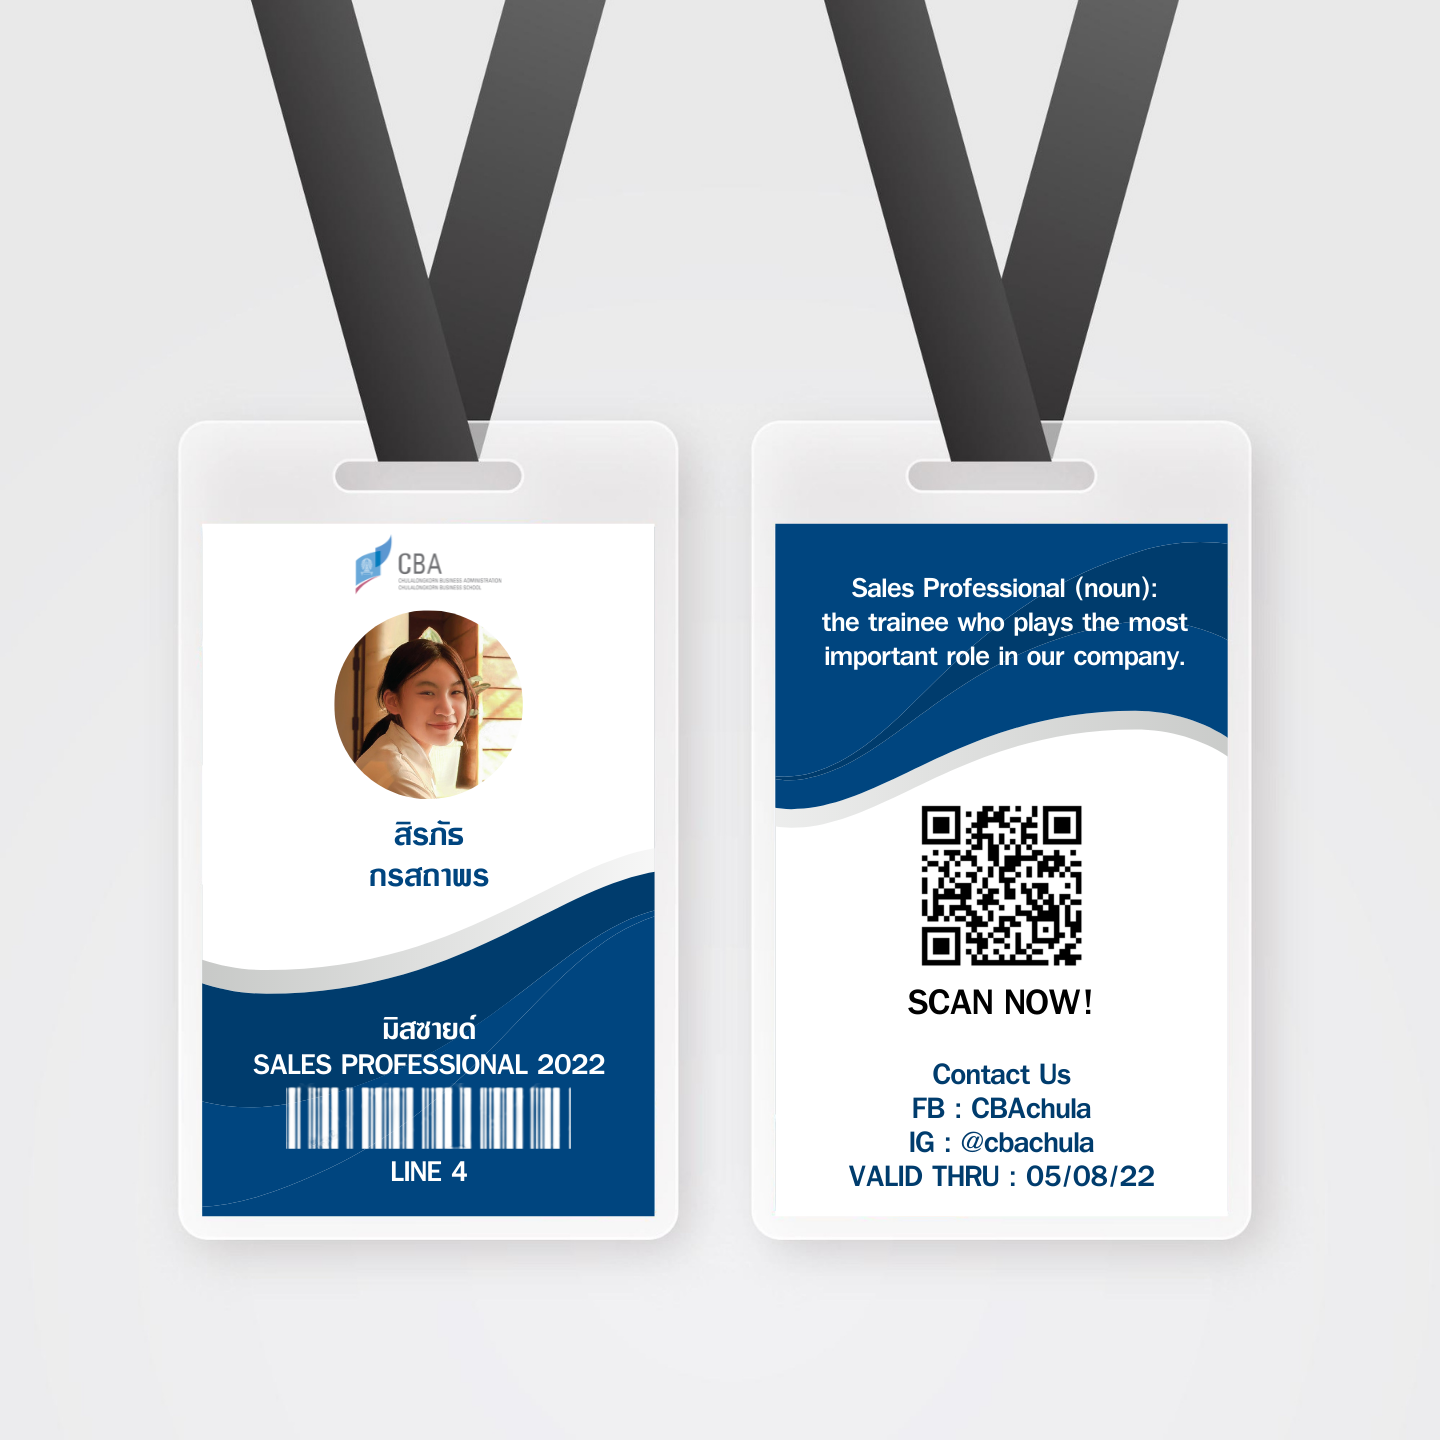 CBA
CHULALONGKORN BUSINESS ADMINISTRATION
CHULALONGKORN BUSINESS SCHOOL
สิรภัธ
กรสถาพร
มิสซายด์
SALES PROFESSIONAL 2022
LINE 4
Sales Professional (noun):
the trainee who plays the most
important role in our company.
SCAN NOW!
Contact Us
FB : CBAchula
IG : @cbachula
VALID THRU : 05/08/22